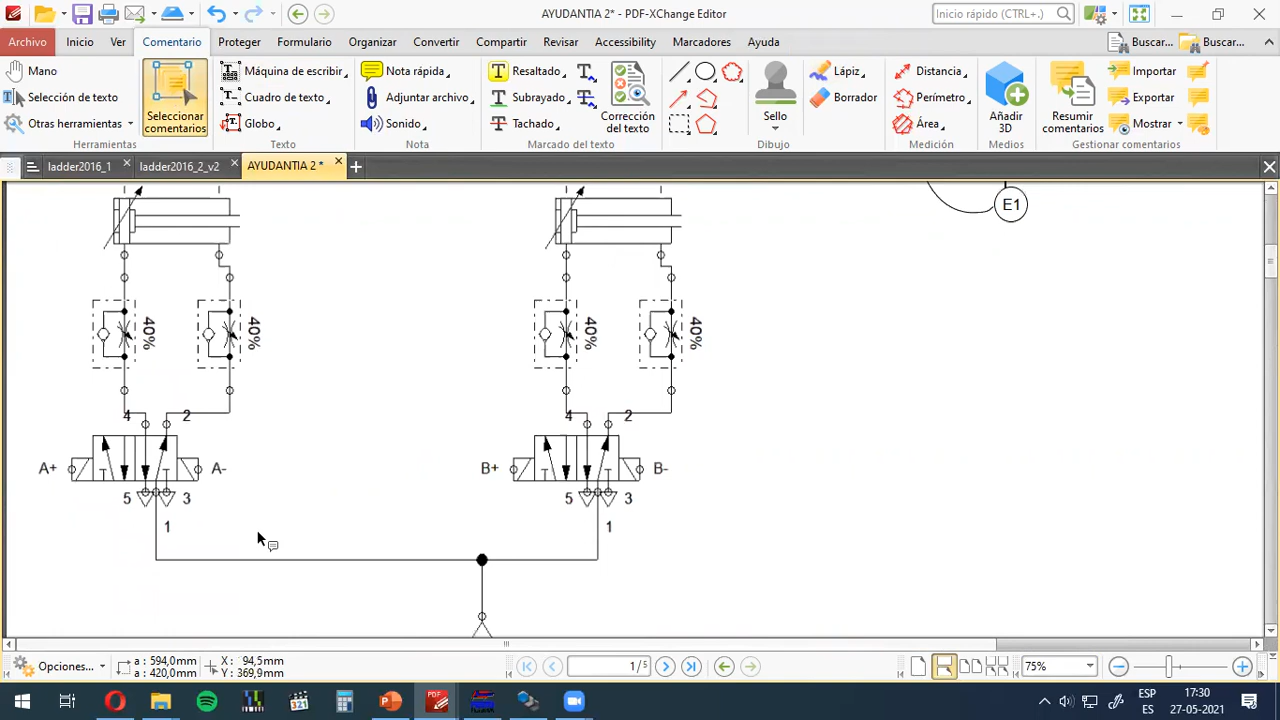 AYUDANTIA 2* - PDF-XChange Editor
Inicio rápido (CTRL+,)
Archivo Inicio Ver Comentario Proteger Formulario Organizar Convertir Compartir Revisar Accessibility Marcadores Ayuda Buscar... Buscar...
Mano
Selección de texto
Otras herramientas
Seleccionar comentarios
Herramientas
Máquina de escribir
Cuadro de texto
Globo
Texto
Nota rápida
Adjuntar archivo
Sonido
Nota
Resaltado
Subrayado
Tachado
Corrección del texto
Marcado del texto
Sello
Lápiz
Borrador
Dibujo
Distancia
Perímetro
Área
Medición
Añadir 3D
Medios
Resumir comentarios
Importar
Exportar
Mostrar
Gestionar comentarios
ladder2016_1 ladder2016_2_v2 AYUDANTIA 2 *
E1
40% 40% 40% 40%
4 2 4 2
A+ A- B+ B-
5 3 5 3
1 1
Opciones...
a : 594,0mm
a : 420,0mm
X : 94,5mm
Y : 369,9mm
1 / 5
75%
321
ESP
ES
17:30
27-05-2021